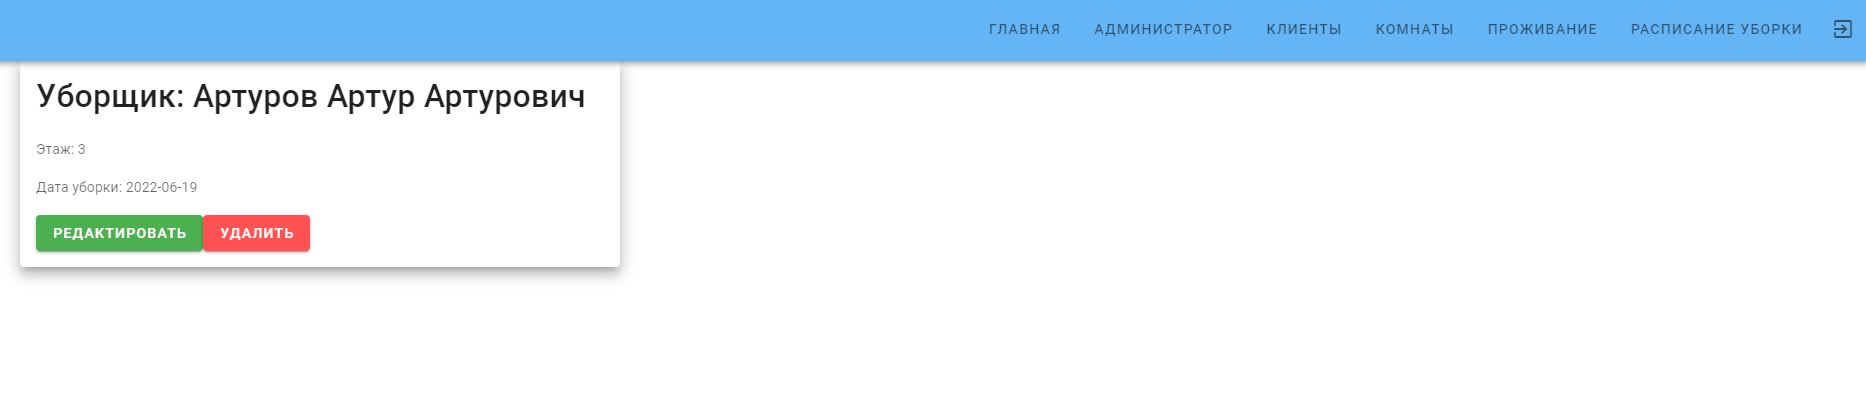 ГЛАВНАЯ АДМИНИСТРАТОР КЛИЕНТЫ КОМНАТЫ ПРОЖИВАНИЕ РАСПИСАНИЕ УБОРКИ
Уборщик: Артуров Артур Артурович
Этаж: 3
Дата уборки: 2022-06-19
РЕДАКТИРОВАТЬ УДАЛИТЬ